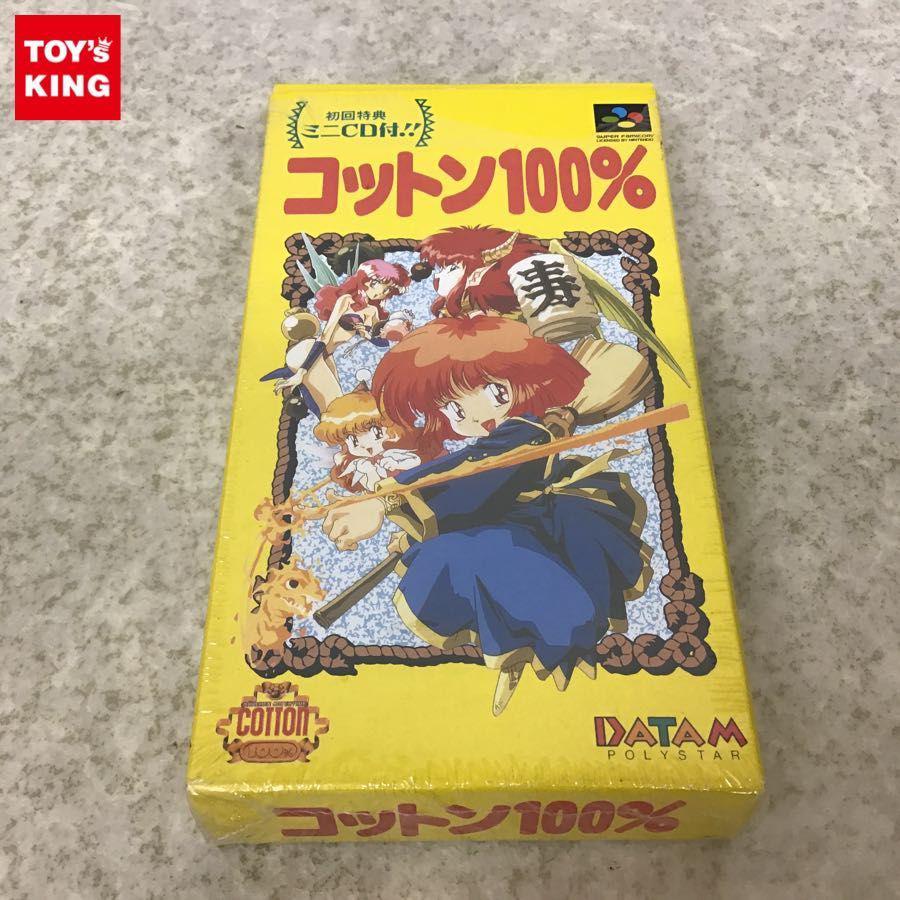 TOY's
KING
初回特典
ミニCD付!!
SUPER FAMICOM
LICENSED BY NINTENDO
コットン100%
寿
COTTON
100%
DATAM
POLYSTAR
コットン100%